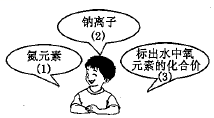 钠离子
(2)
氮元素
(1)
标出水中氧
元素的化合价
(3)